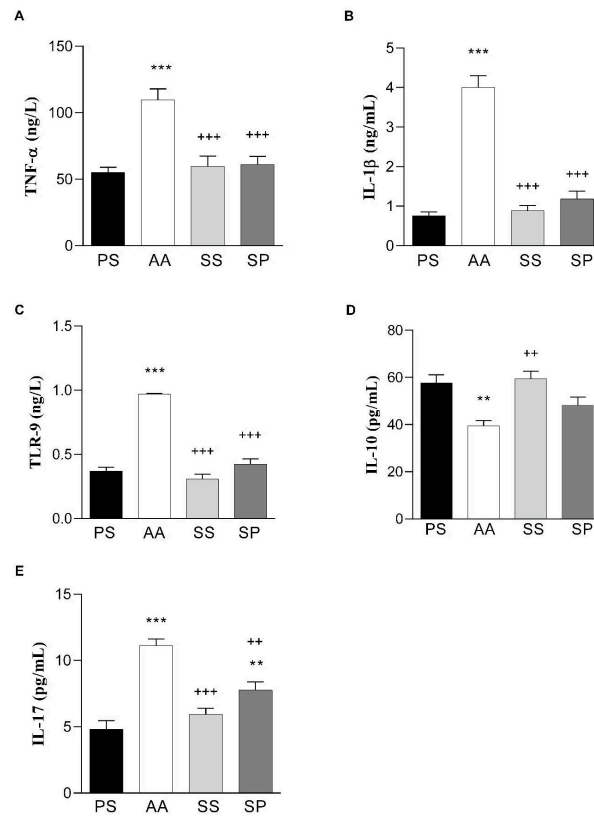 A
TNF-α (ng/L)
150
100
50
0
***
+++
+++
PS AA SS SP
B
IL-1β (ng/mL)
5
4
3
2
1
0
***
+++
+++
PS AA SS SP
C
TLR-9 (ng/L)
1.5
1.0
0.5
0.0
***
+++
+++
PS AA SS SP
D
IL-10 (pg/mL)
80
60
40
20
0
**
++
PS AA SS SP
E
IL-17 (pg/mL)
15
10
5
0
***
+++
++
**
PS AA SS SP